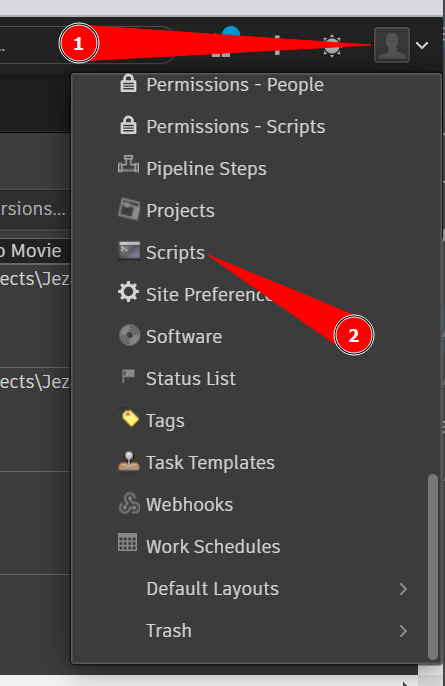 ..
1
Permissions - People
Permissions - Scripts
Pipeline Steps
rsions...
Projects
o Movie
Scripts
ects\Jez
Site Preferenc
2
Software
Status List
ects\Jez
Tags
Task Templates
Webhooks
Work Schedules
Default Layouts
Trash